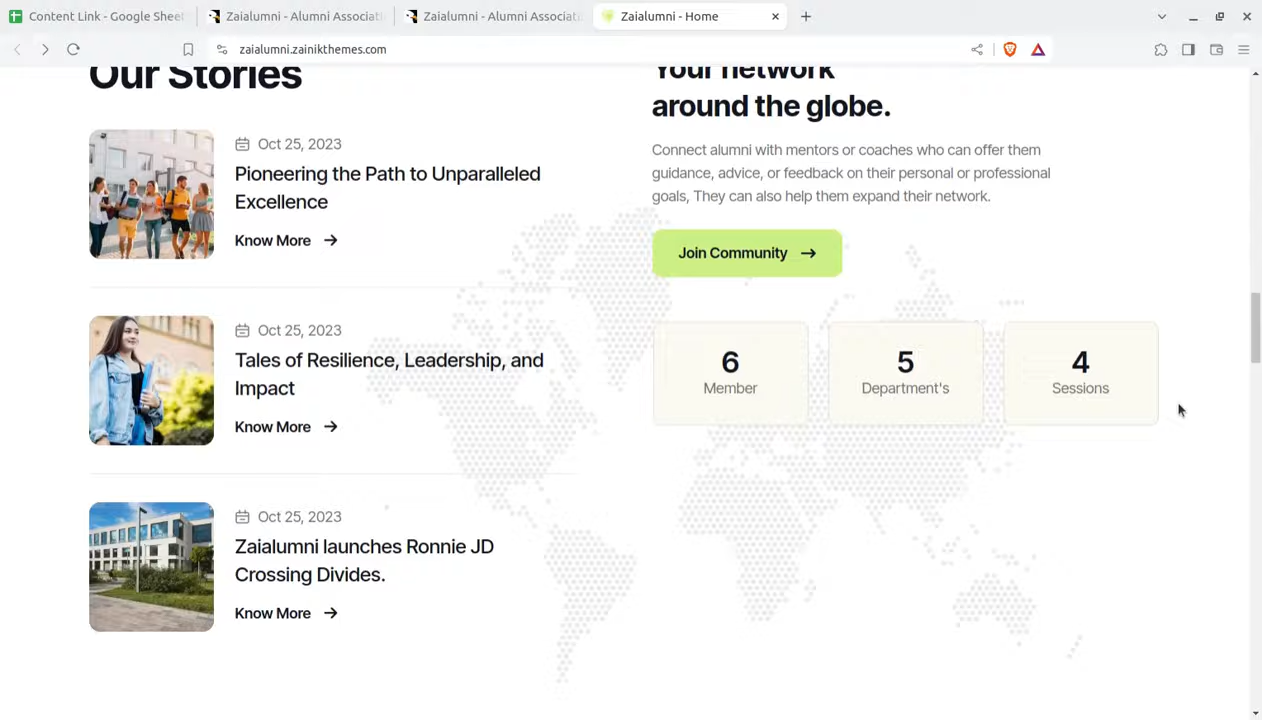 Content Link - Google Sheet
Zaialumni - Alumni Associati
Zaialumni - Alumni Associati
Zaialumni - Home
zaialumni.zainikthemes.com
Our Stories
Oct 25, 2023
Pioneering the Path to Unparalleled
Excellence
Know More
Oct 25, 2023
Tales of Resilience, Leadership, and
Impact
Know More
Oct 25, 2023
Zaialumni launches Ronnie JD
Crossing Divides.
Know More
Your network
around the globe.
Connect alumni with mentors or coaches who can offer them
guidance, advice, or feedback on their personal or professional
goals, They can also help them expand their network.
Join Community
6
Member
5
Department's
4
Sessions